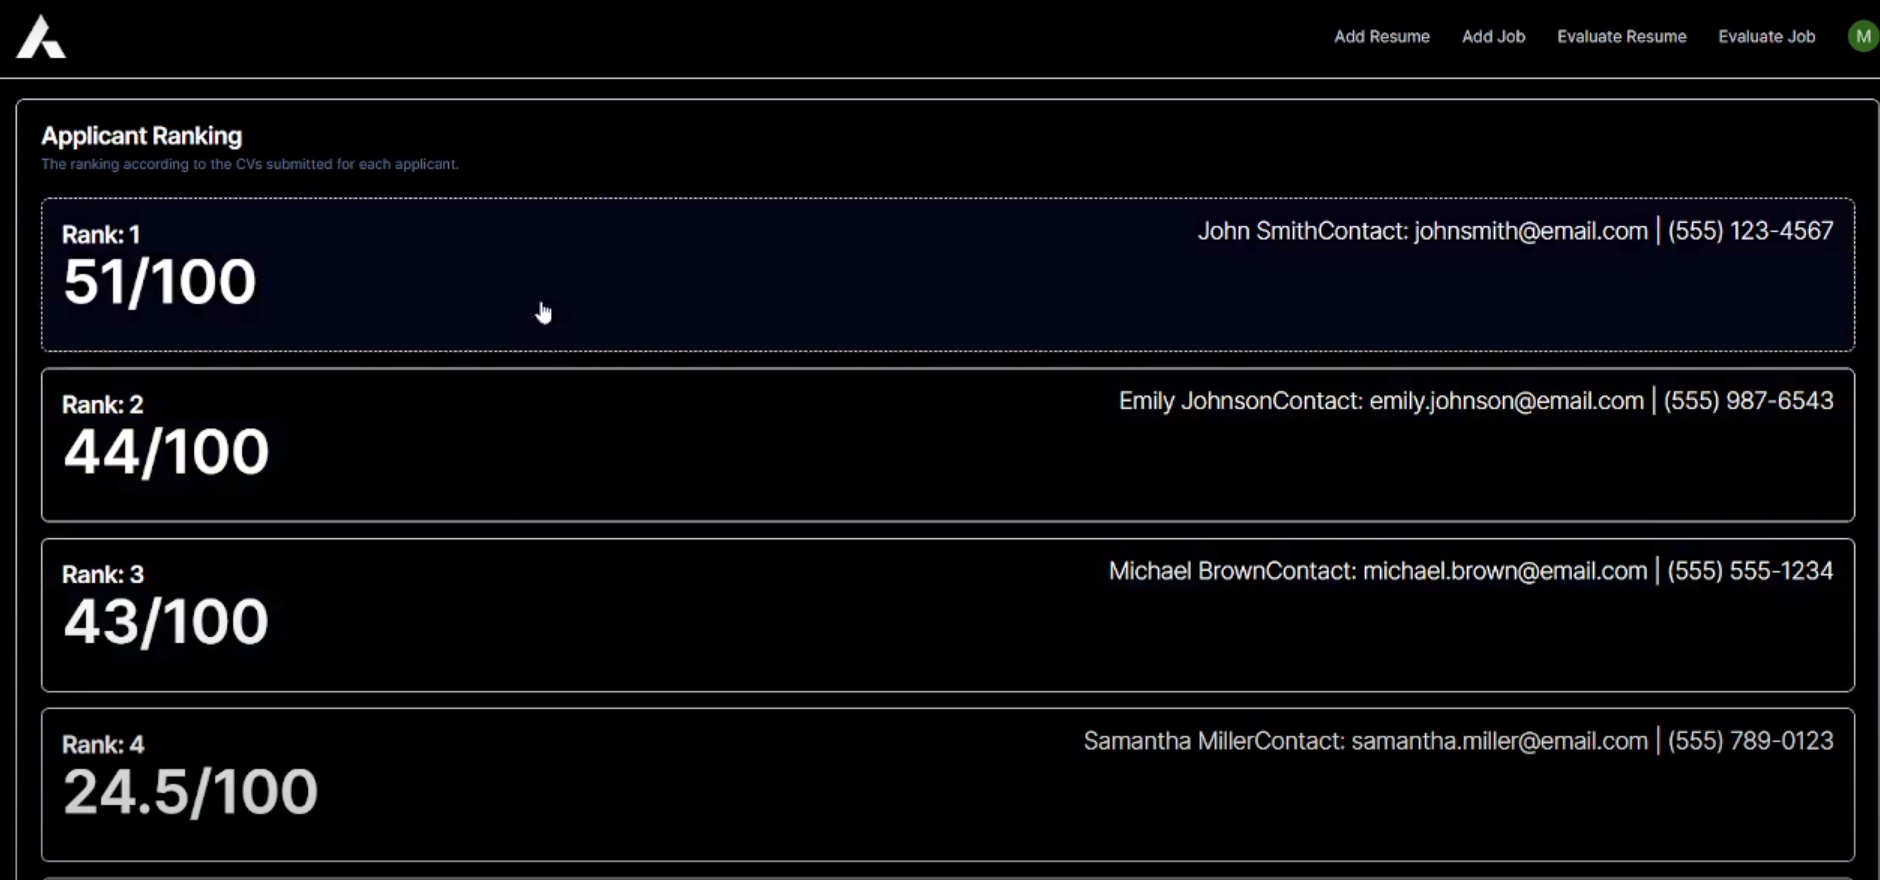 Add Resume Add Job Evaluate Resume Evaluate Job M
Applicant Ranking
The ranking according to the CVs submitted for each applicant.
Rank: 1 John SmithContact: johnsmith@email.com | (555) 123-4567
51/100
Rank: 2 Emily JohnsonContact: emily.johnson@email.com | (555) 987-6543
44/100
Rank: 3 Michael BrownContact: michael.brown@email.com | (555) 555-1234
43/100
Rank: 4 Samantha MillerContact: samantha.miller@email.com | (555) 789-0123
24.5/100